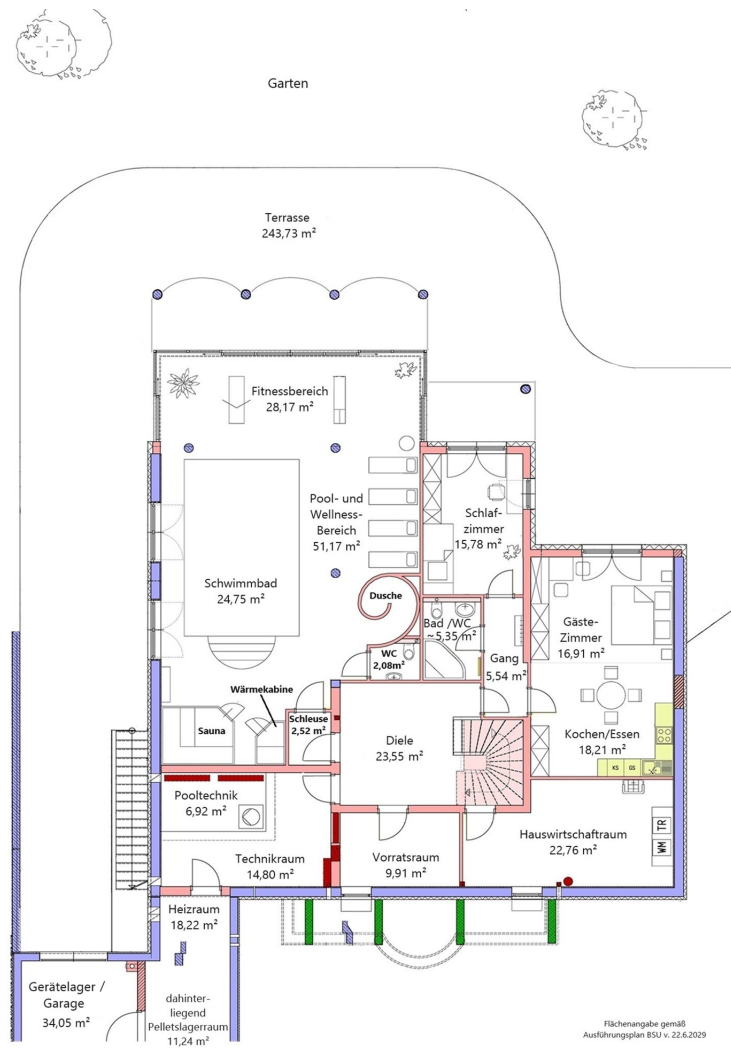 Garten
Terrasse
243,73 m²
Fitnessbereich
28,17 m²
Pool- und
Wellness-
Bereich
51,17 m²
Schlaf-
zimmer
15,78 m²
Schwimmbad
24,75 m²
Dusche
Bad /WC
~ 5,35 m²
Gäste-
Zimmer
16,91 m²
WC
2,08m²
Gang
5,54 m²
Wärmekabine
Sauna
Schleuse
2,52 m²
Diele
23,55 m²
Kochen/Essen
18,21 m²
KS GS
Pooltechnik
6,92 m²
Technikraum
14,80 m²
Vorratsraum
9,91 m²
Hauswirtschaftraum
22,76 m²
WM TR
Heizraum
18,22 m²
Gerätelager /
Garage
34,05 m²
dahinter-
liegend
Pelletslagerraum
11,24 m²
Flächenangabe gemäß
Ausführungsplan BSU v. 22.6.2029